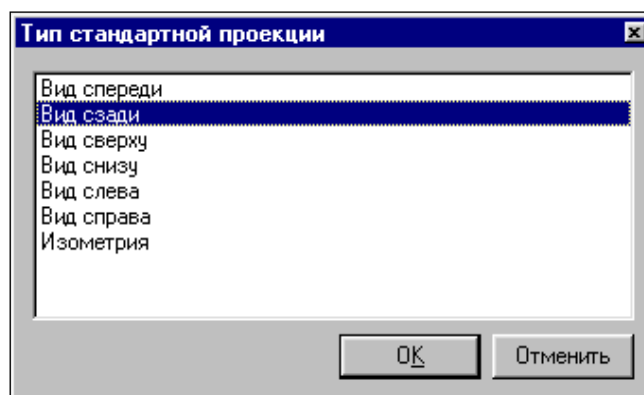 Тип стандартной проекции
Вид спереди
Вид сзади
Вид сверху
Вид снизу
Вид слева
Вид справа
Изометрия
OK Отменить